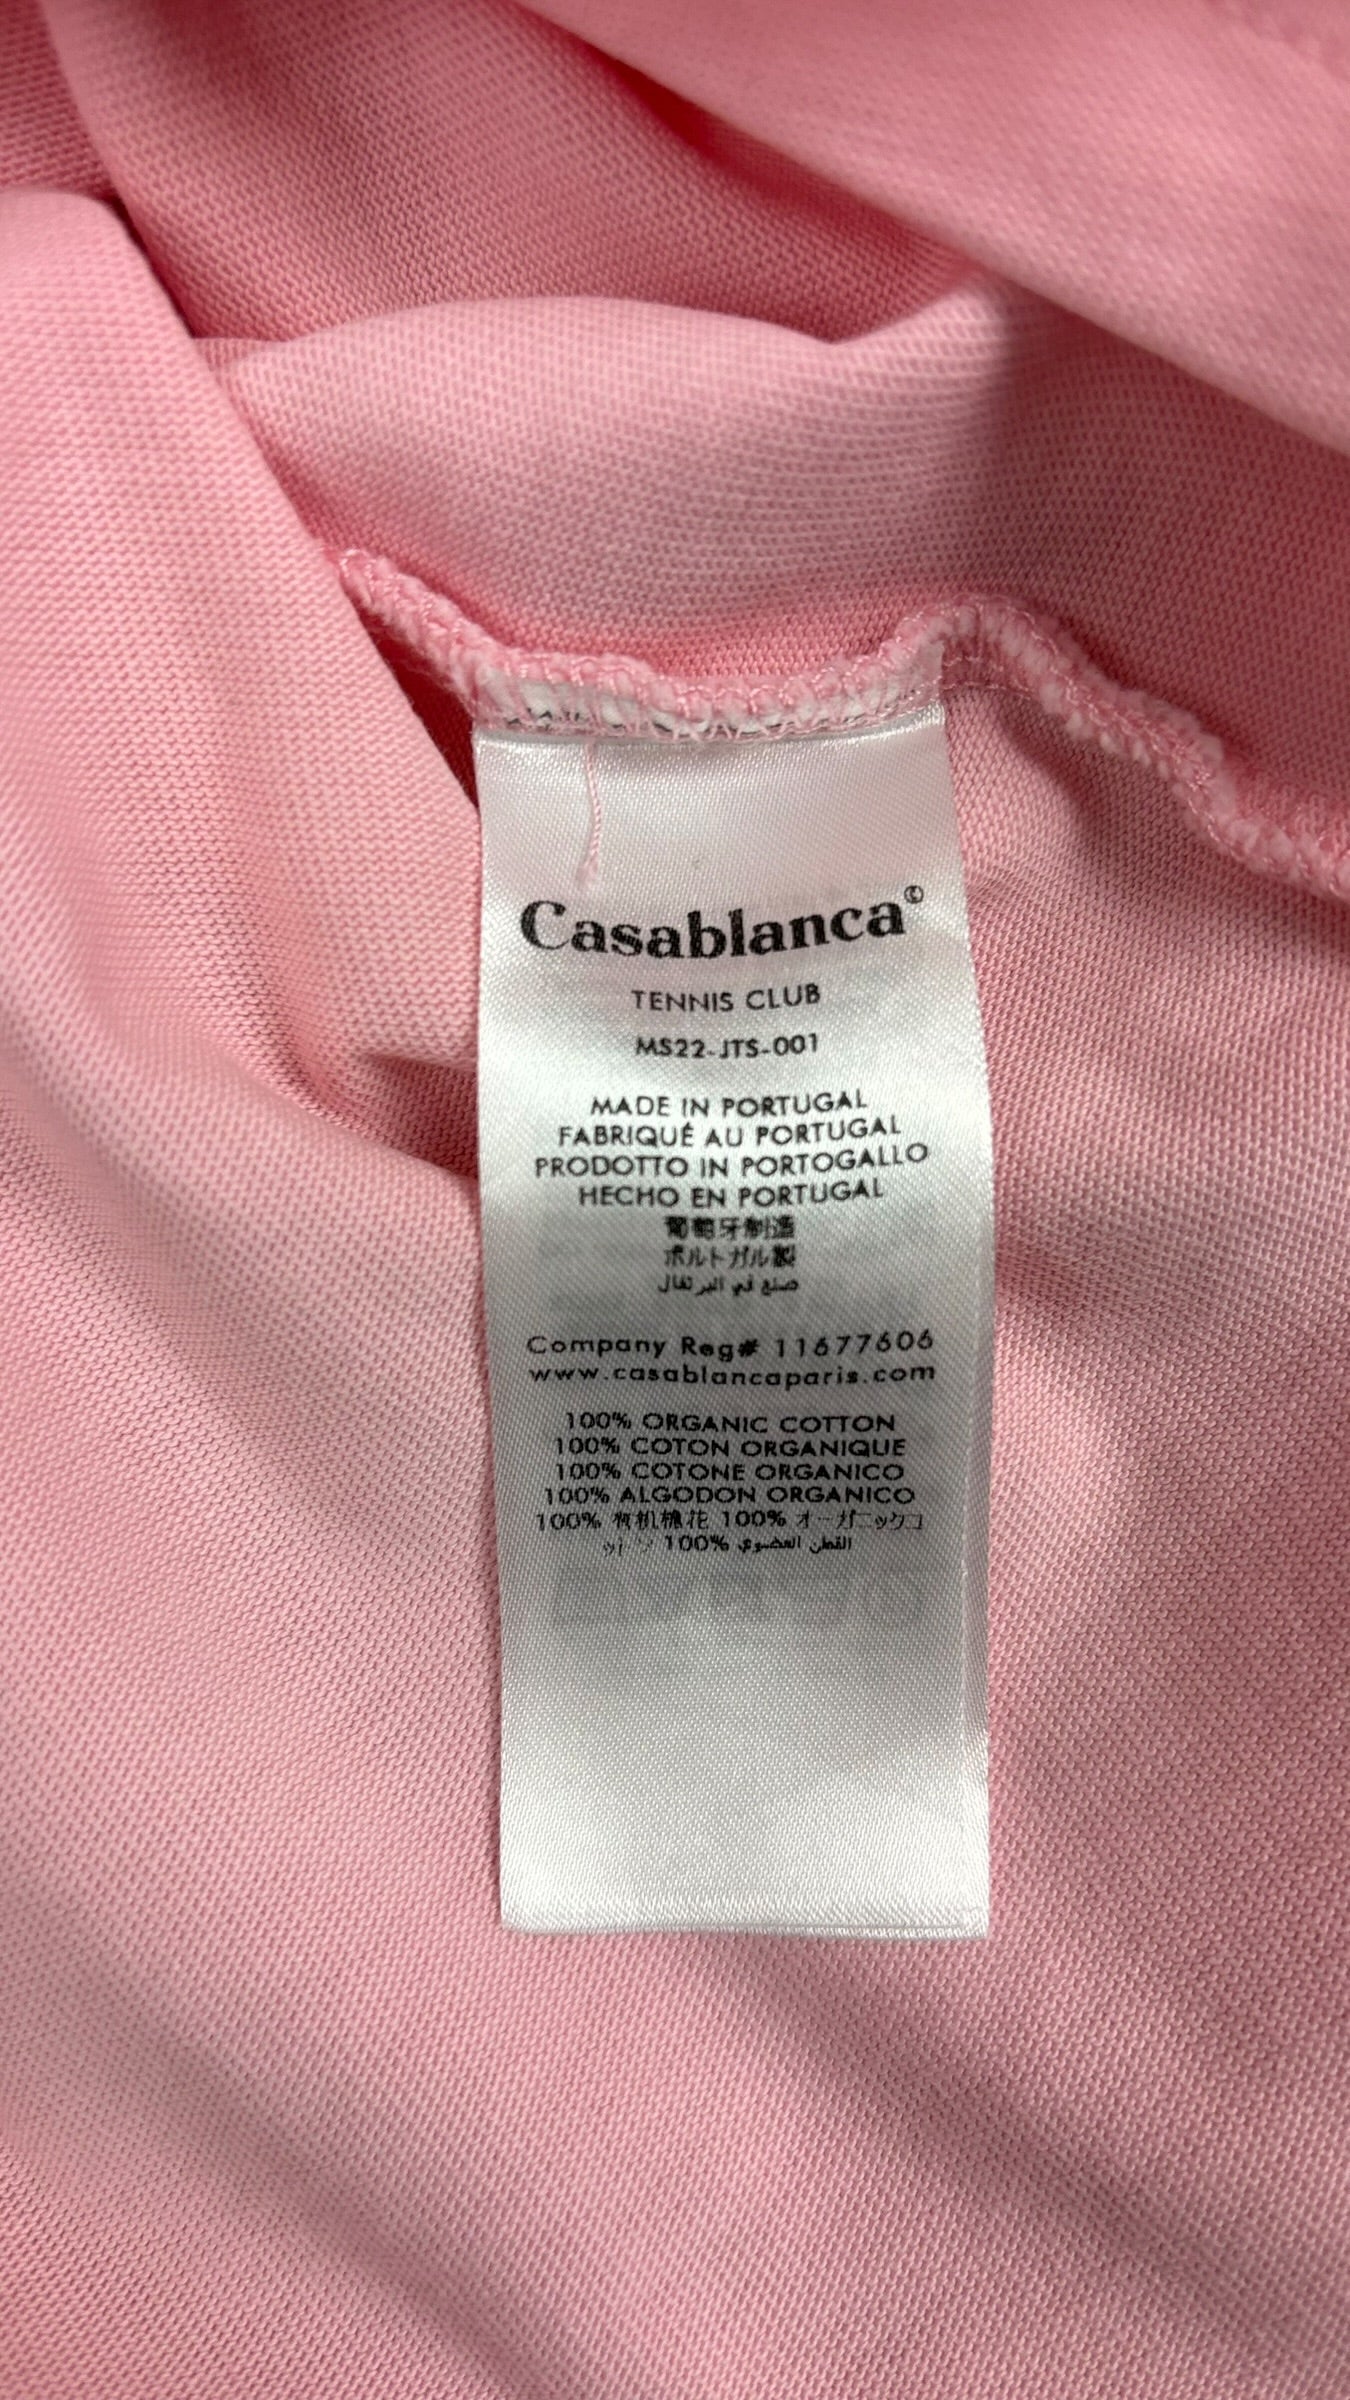 Casablanca©
TENNIS CLUB
MS22-JTS-001
MADE IN PORTUGAL
FABRIQUÉ AU PORTUGAL
PRODOTTO IN PORTOGALLO
HECHO EN PORTUGAL
葡萄牙制造
ポルトガル製
صنع في البرتغال
Company Reg# 11677606
www.casablancaparis.com
100% ORGANIC COTTON
100% COTON ORGANIQUE
100% COTONE ORGANICO
100% ALGODON ORGANICO
100% 有机棉花 100% オーガニックコ
ットン 100% القطن العضوي